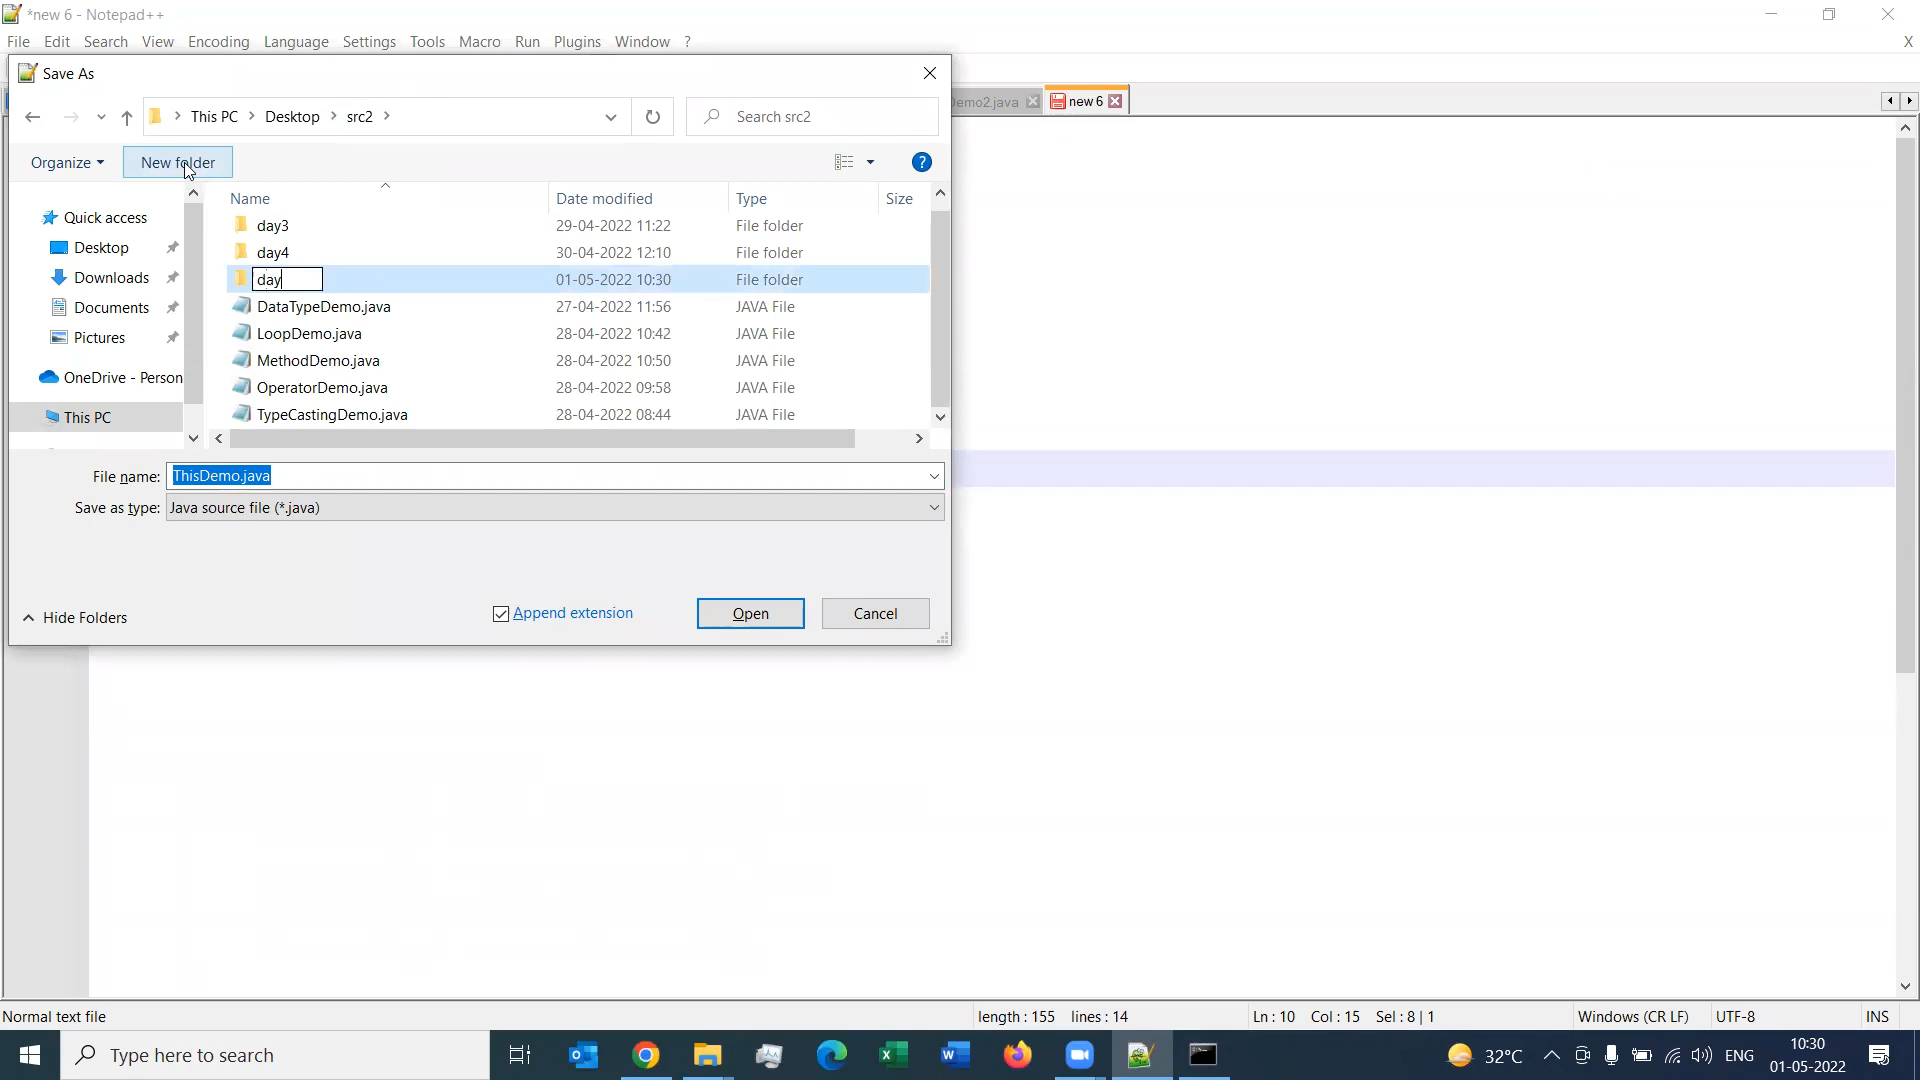 *new 6 - Notepad++
File Edit Search View Encoding Language Settings Tools Macro Run Plugins Window ? X
Save As
Demo2.java new 6
This PC > Desktop > src2 > Search src2
Organize New folder ?
Name Date modified Type Size
Quick access
Desktop
Downloads
Documents
Pictures
OneDrive - Person
This PC
day3 29-04-2022 11:22 File folder
day4 30-04-2022 12:10 File folder
day 01-05-2022 10:30 File folder
DataTypeDemo.java 27-04-2022 11:56 JAVA File
LoopDemo.java 28-04-2022 10:42 JAVA File
MethodDemo.java 28-04-2022 10:50 JAVA File
OperatorDemo.java 28-04-2022 09:58 JAVA File
TypeCastingDemo.java 28-04-2022 08:44 JAVA File
File name: ThisDemo.java
Save as type: Java source file (*.java)
Hide Folders Append extension Open Cancel
Normal text file length : 155 lines : 14 Ln : 10 Col : 15 Sel : 8 | 1 Windows (CR LF) UTF-8 INS
Type here to search 32°C ENG 10:30
01-05-2022